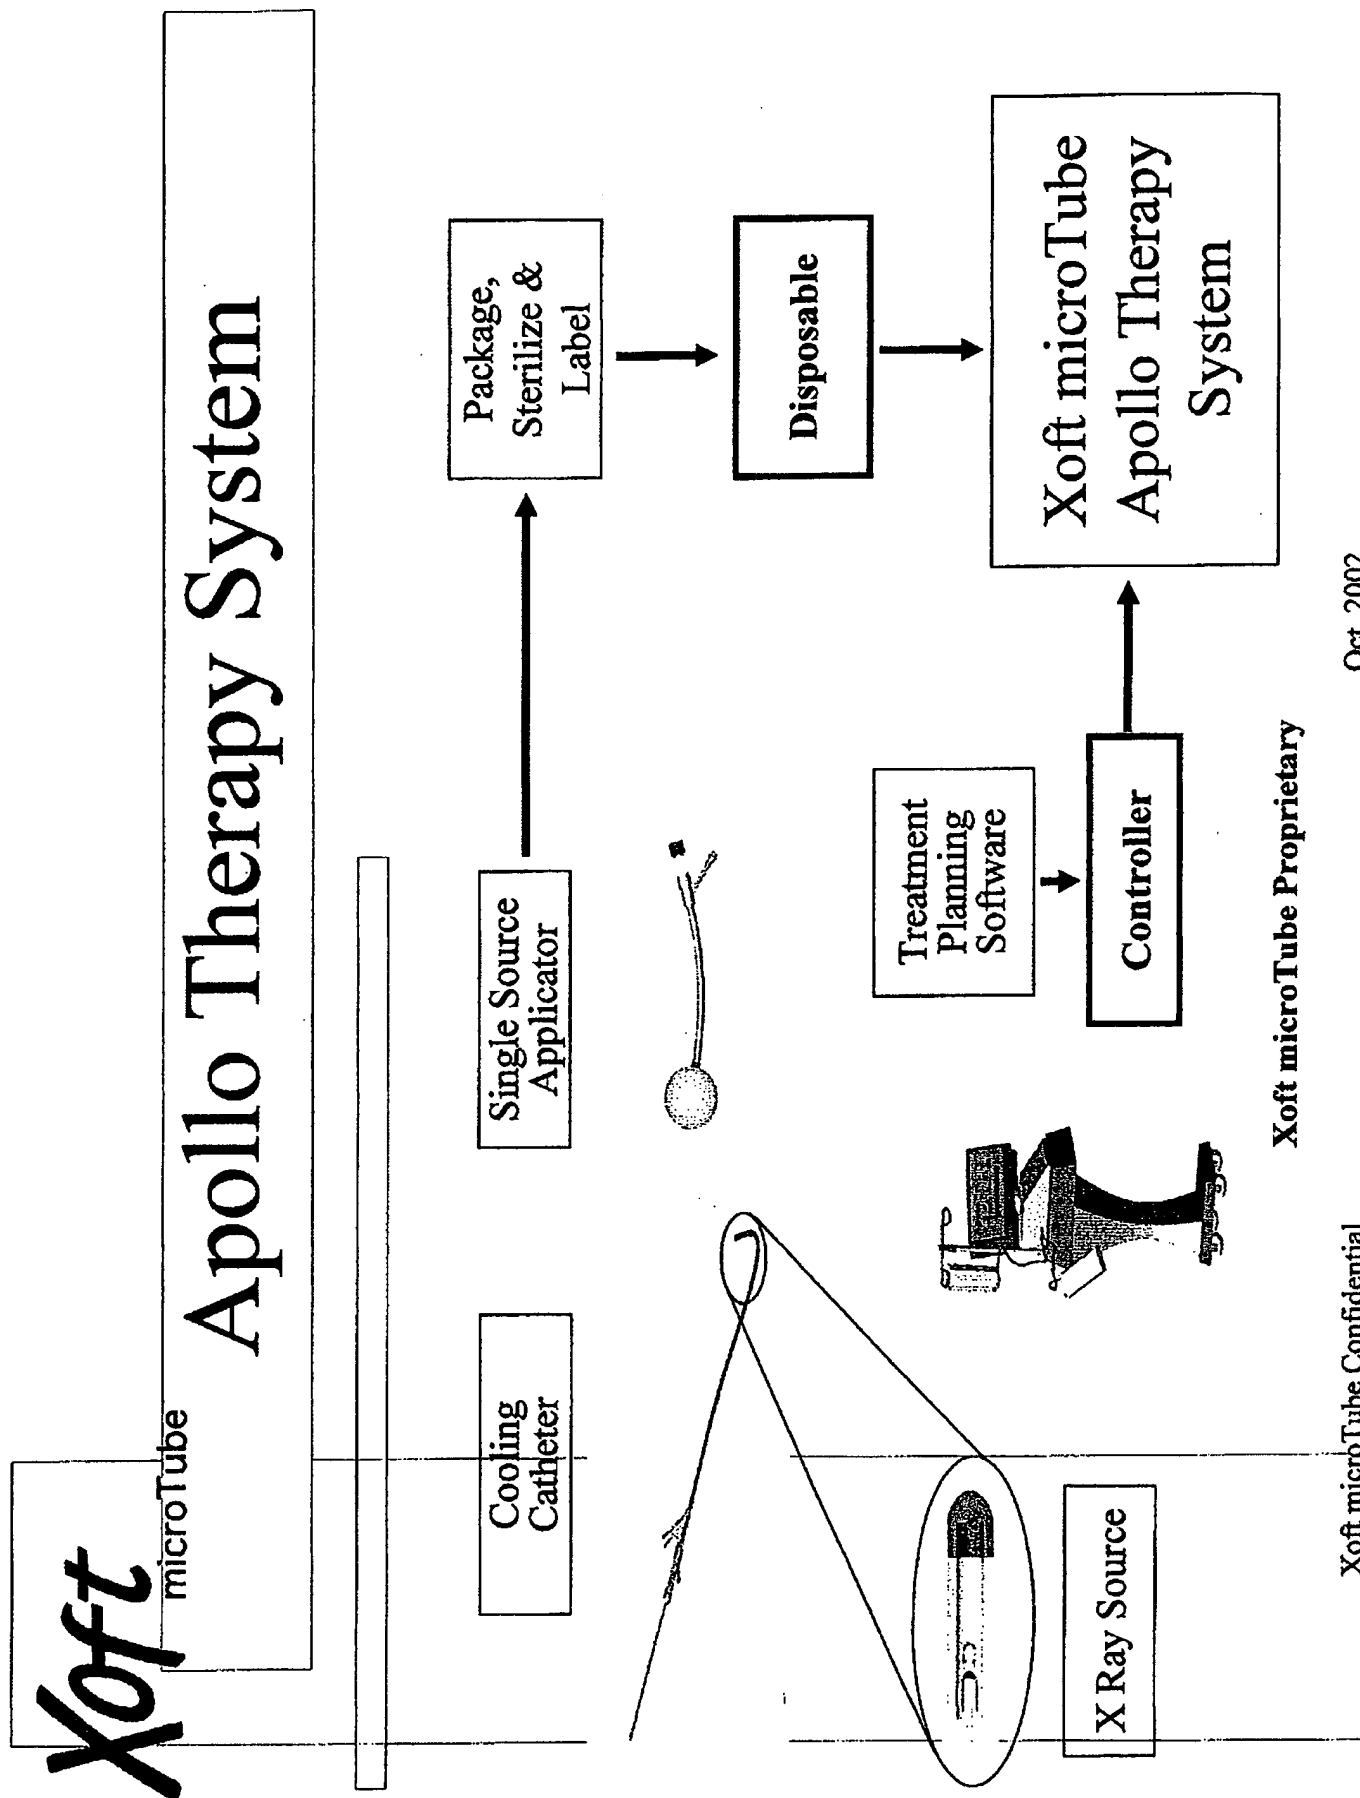 Xoft
microTube
Apollo Therapy System
Cooling
Catheter
Single Source
Applicator
Package,
Sterilize &
Label
Disposable
X Ray Source
Treatment
Planning
Software
Controller
Xoft microTube
Apollo Therapy
System
Xoft microTube Proprietary
Xoft microTube Confidential
Oct 2002